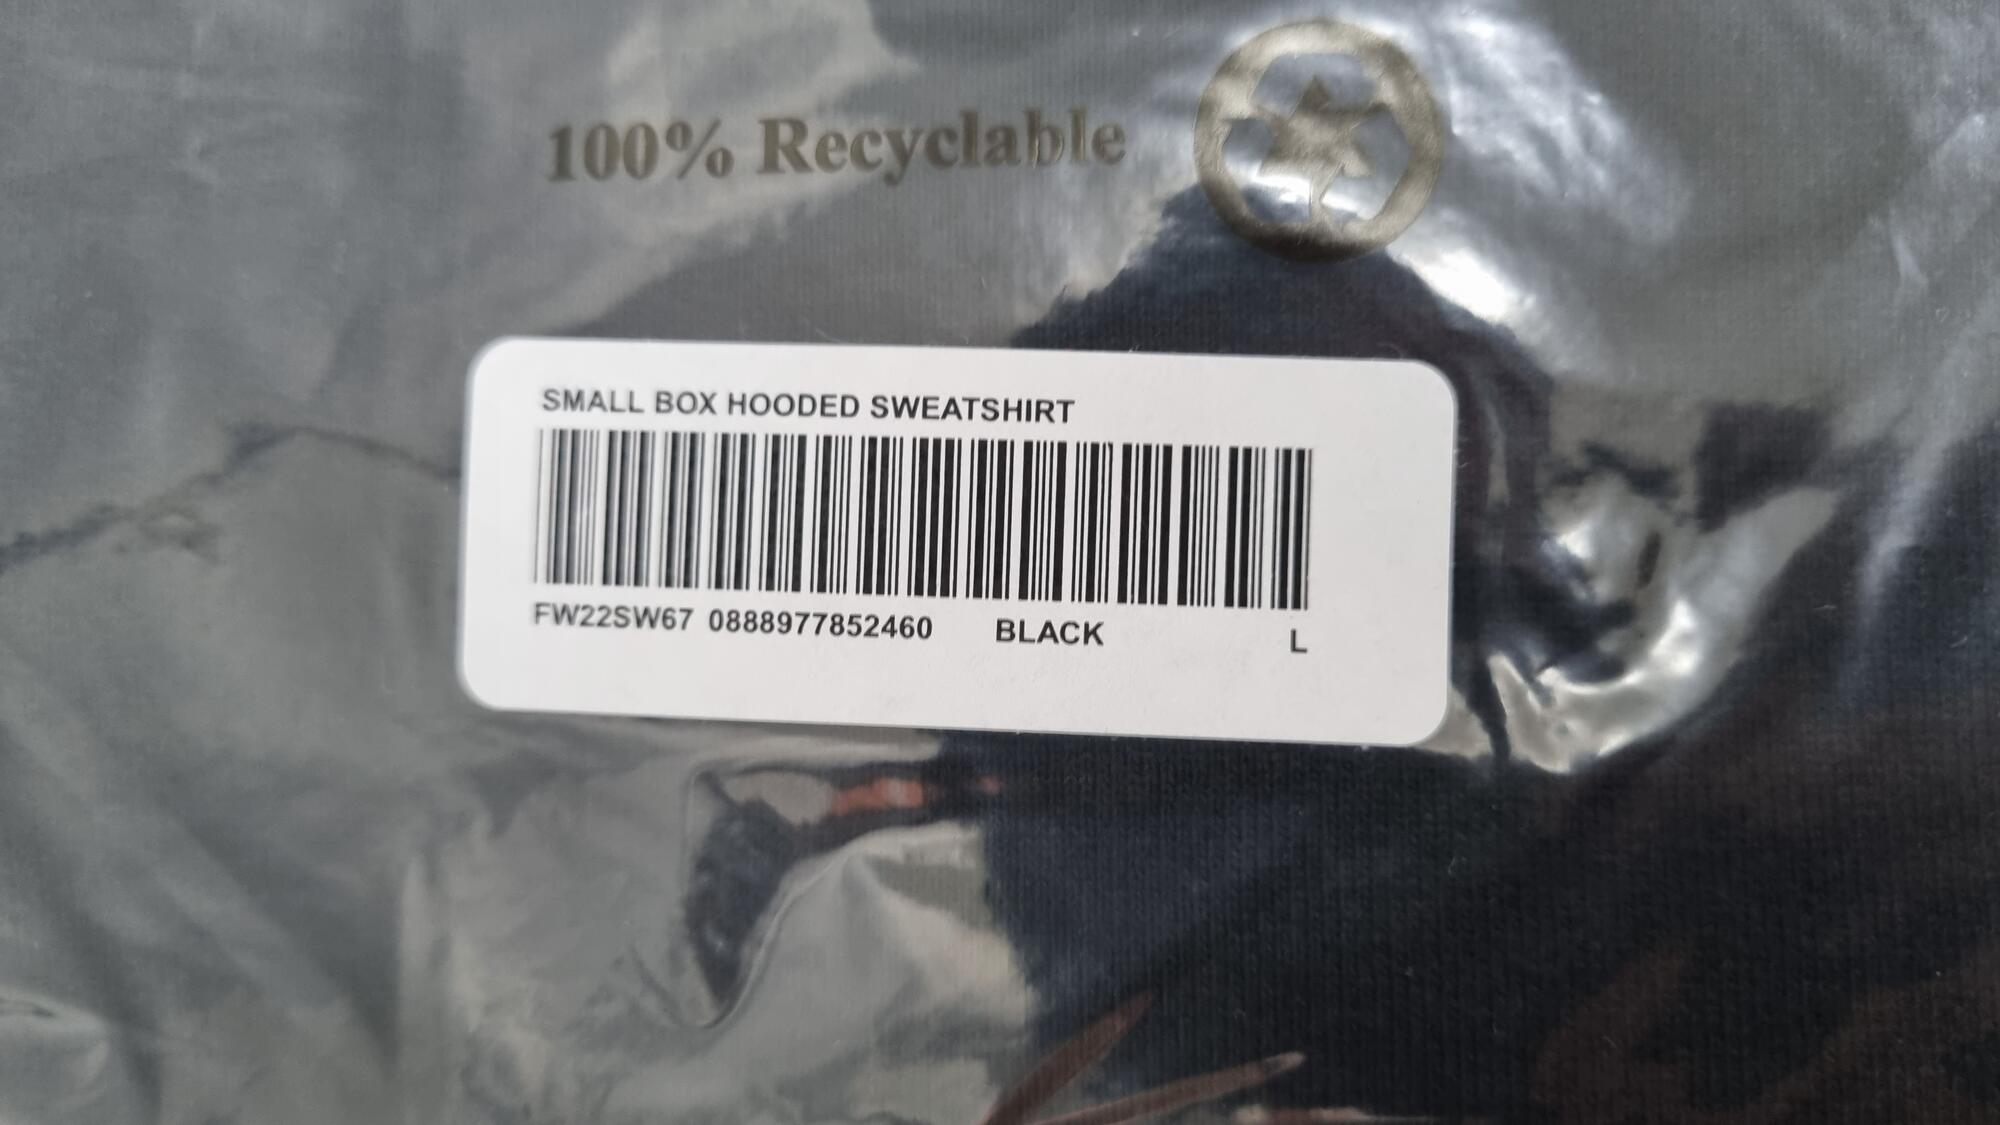 100% Recyclable
SMALL BOX HOODED SWEATSHIRT
FW22SW67 0888977852460 BLACK L